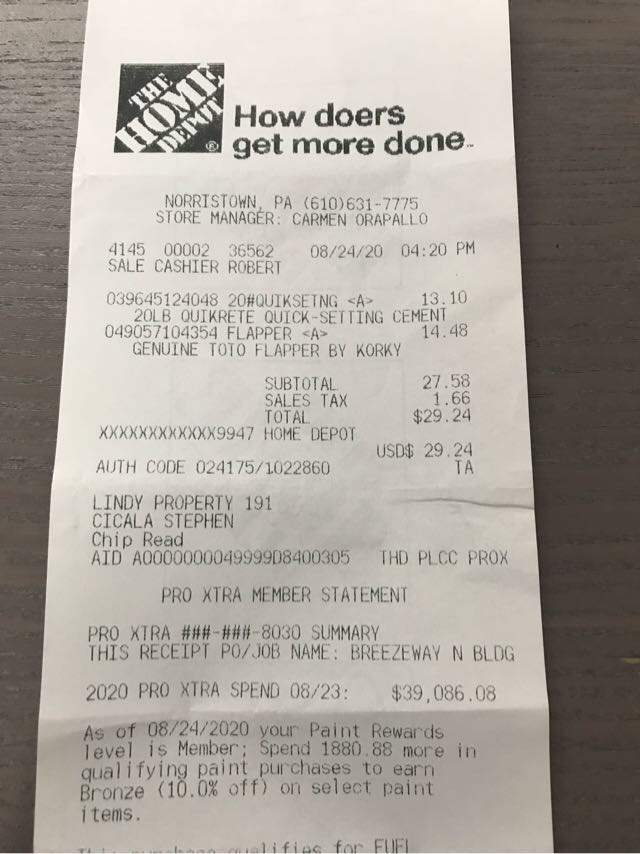 THE
HOME
DEPOT
®
How doers
get more done™
NORRISTOWN, PA (610)631-7775
STORE MANAGER: CARMEN ORAPALLO
4145 00002 36562 08/24/20 04:20 PM
SALE CASHIER ROBERT
039645124048 20#QUIKSETNG <A> 13.10
20LB QUIKRETE QUICK-SETTING CEMENT
049057104354 FLAPPER <A> 14.48
GENUINE TOTO FLAPPER BY KORKY
SUBTOTAL 27.58
SALES TAX 1.66
TOTAL $29.24
XXXXXXXXXXXX9947 HOME DEPOT
USD$ 29.24
AUTH CODE 024175/1022860 TA
LINDY PROPERTY 191
CICALA STEPHEN
Chip Read
AID A0000000049999D8400305 THD PLCC PROX
PRO XTRA MEMBER STATEMENT
PRO XTRA ###-###-8030 SUMMARY
THIS RECEIPT PO/JOB NAME: BREEZEWAY N BLDG
2020 PRO XTRA SPEND 08/23: $39,086.08
As of 08/24/2020 your Paint Rewards
level is Member; Spend 1880.88 more in
qualifying paint purchases to earn
Bronze (10.0% off) on select paint
items.
qualifies for FUEL